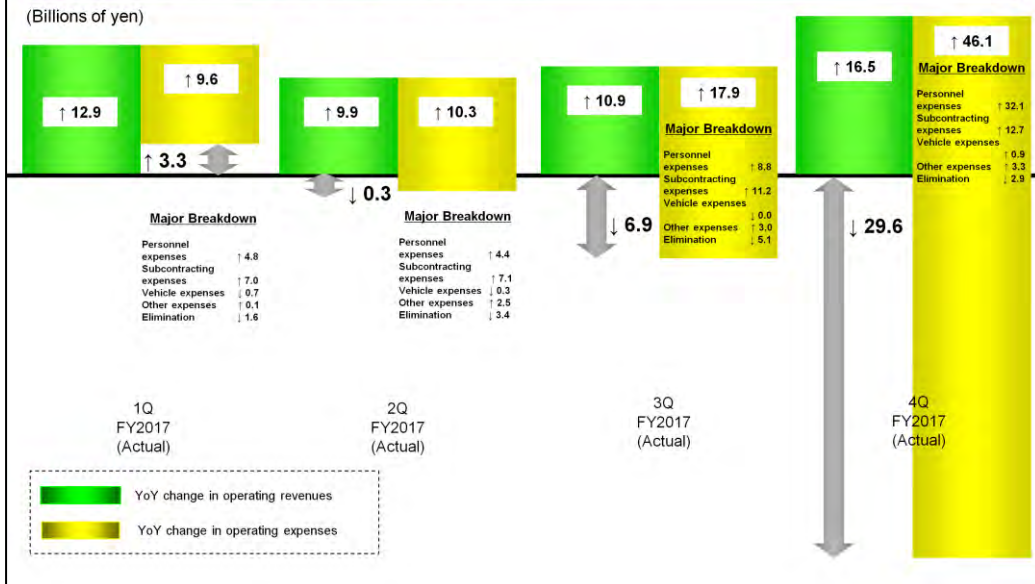 (Billions of yen)
↑ 12.9
↑ 9.6
↑ 3.3
Major Breakdown
Personnel
expenses ↑ 4.8
Subcontracting
expenses ↑ 7.0
Vehicle expenses ↓ 0.7
Other expenses ↑ 0.1
Elimination ↓ 1.6
1Q
FY2017
(Actual)
↑ 9.9
↑ 10.3
↓ 0.3
Major Breakdown
Personnel
expenses ↑ 4.4
Subcontracting
expenses ↑ 7.1
Vehicle expenses ↓ 0.3
Other expenses ↑ 2.5
Elimination ↓ 3.4
2Q
FY2017
(Actual)
↑ 10.9
↑ 17.9
Major Breakdown
Personnel
expenses ↑ 8.8
Subcontracting
expenses ↑ 11.2
Vehicle expenses
↓ 0.0
Other expenses ↑ 3.0
Elimination ↓ 5.1
↓ 6.9
3Q
FY2017
(Actual)
↑ 16.5
↑ 46.1
Major Breakdown
Personnel
expenses ↑ 32.1
Subcontracting
expenses ↑ 12.7
Vehicle expenses
↑ 0.9
Other expenses ↑ 3.3
Elimination ↓ 2.9
↓ 29.6
4Q
FY2017
(Actual)
YoY change in operating revenues
YoY change in operating expenses